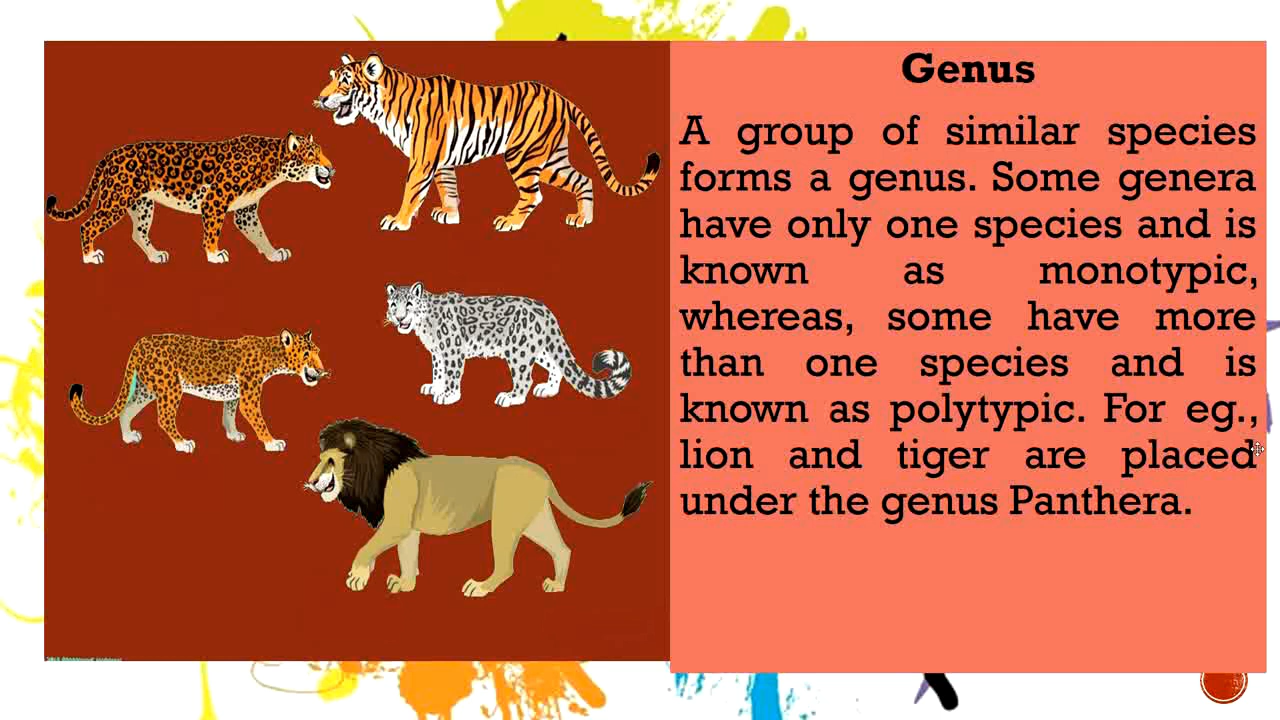 Genus
A group of similar species
forms a genus. Some genera
have only one species and is
known as monotypic,
whereas, some have more
than one species and is
known as polytypic. For eg.,
lion and tiger are placed
under the genus Panthera.